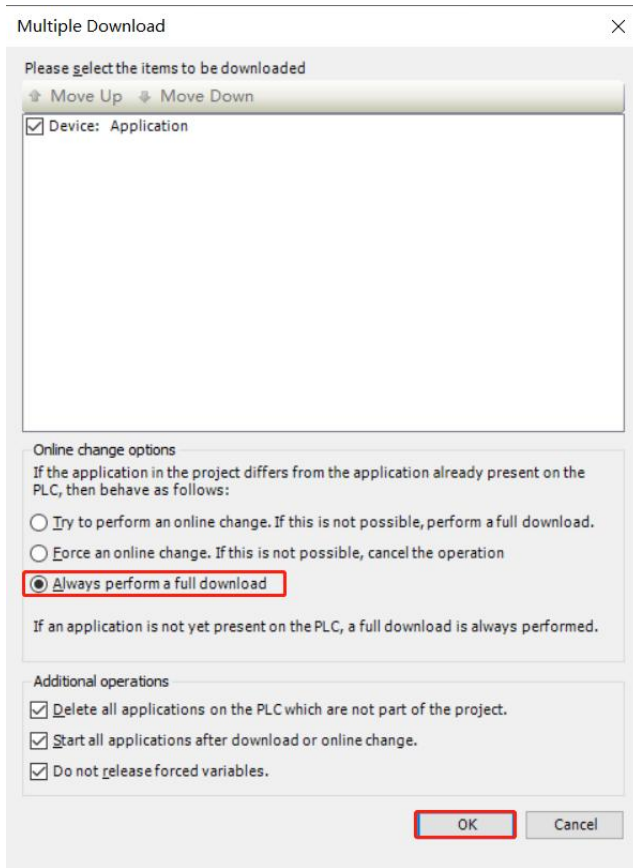 Multiple Download
Please select the items to be downloaded
Move Up Move Down
Device: Application
Online change options
If the application in the project differs from the application already present on the
PLC, then behave as follows:
Try to perform an online change. If this is not possible, perform a full download.
Force an online change. If this is not possible, cancel the operation
Always perform a full download
If an application is not yet present on the PLC, a full download is always performed.
Additional operations
Delete all applications on the PLC which are not part of the project.
Start all applications after download or online change.
Do not release forced variables.
OK Cancel